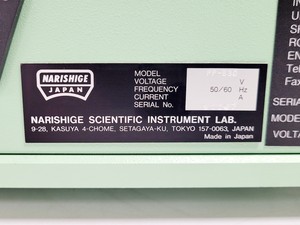 NARISHIGE
JAPAN
MODEL
VOLTAGE V
FREQUENCY 50/60 Hz
CURRENT A
SERIAL No.
NARISHIGE SCIENTIFIC INSTRUMENT LAB.
9-28, KASUYA 4-CHOME, SETAGAYA-KU, TOKYO 157-0063, JAPAN
Made in Japan
MODE
VOLTA